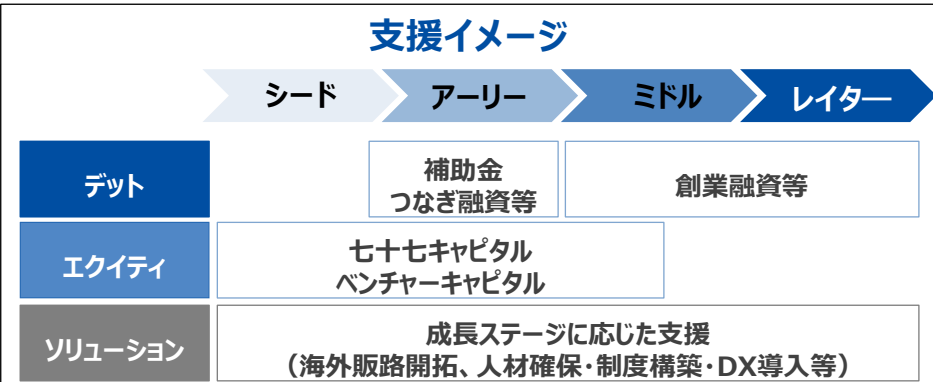 支援イメージ
シード
アーリー
ミドル
レイター
デット
補助金
つなぎ融資等
創業融資等
エクイティ
七十七キャピタル
ベンチャーキャピタル
ソリューション
成長ステージに応じた支援
（海外販路開拓、人材確保・制度構築・DX導入等）